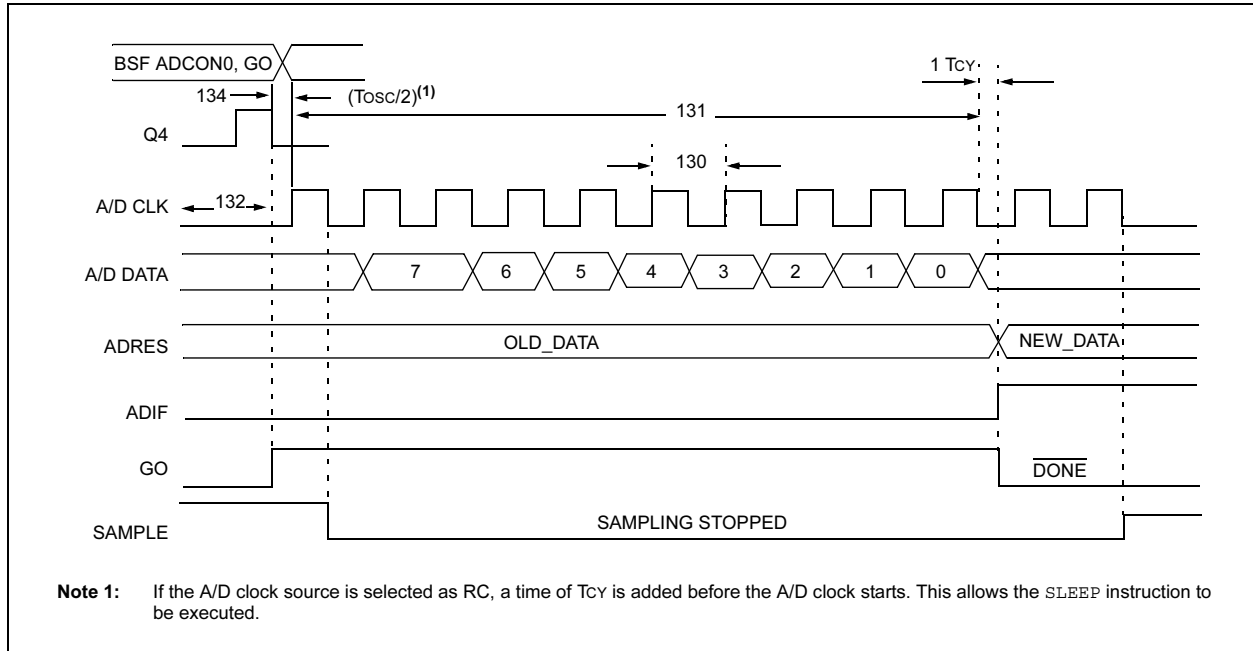 BSF ADCON0, GO
1 TCY
134
(TOSC/2)(1)
131
Q4
130
A/D CLK
132
A/D DATA
7 6 5 4 3 2 1 0
ADRES
OLD_DATA
NEW_DATA
ADIF
GO
DONE
SAMPLE
SAMPLING STOPPED
Note 1: If the A/D clock source is selected as RC, a time of TCY is added before the A/D clock starts. This allows the SLEEP instruction to
be executed.